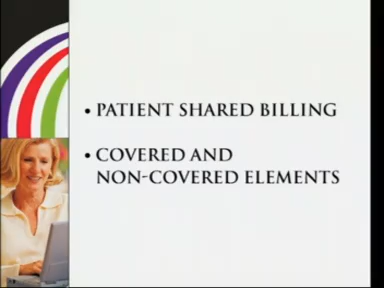 • PATIENT SHARED BILLING
• COVERED AND
NON-COVERED ELEMENTS